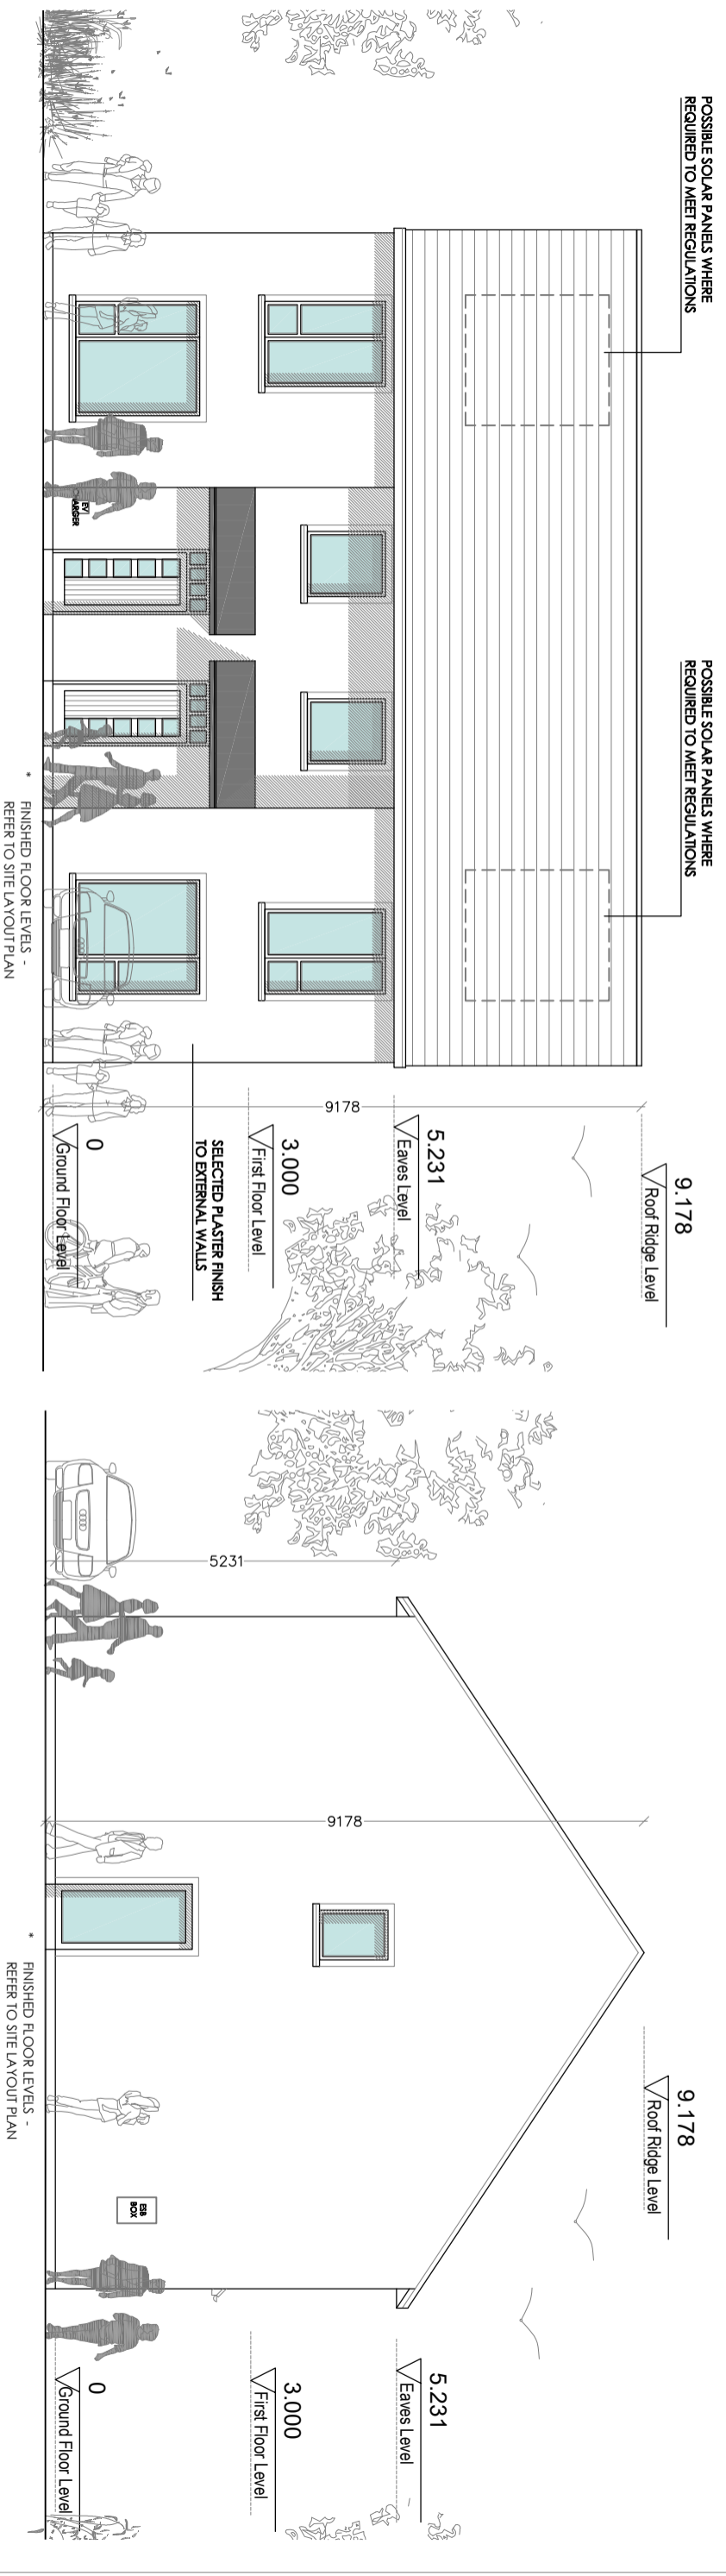 POSSIBLE SOLAR PANELS WHERE
REQUIRED TO MEET REGULATIONS
POSSIBLE SOLAR PANELS WHERE
REQUIRED TO MEET REGULATIONS
9.178
Roof Ridge Level
5.231
Eaves Level
9178
3.000
First Floor Level
SELECTED PLASTER FINISH
TO EXTERNAL WALLS
0
Ground Floor Level
EV
ARGER
* FINISHED FLOOR LEVELS -
REFER TO SITE LAYOUT PLAN
9.178
Roof Ridge Level
5231
9178
5.231
Eaves Level
3.000
First Floor Level
ESB
BOX
0
Ground Floor Level
* FINISHED FLOOR LEVELS -
REFER TO SITE LAYOUT PLAN